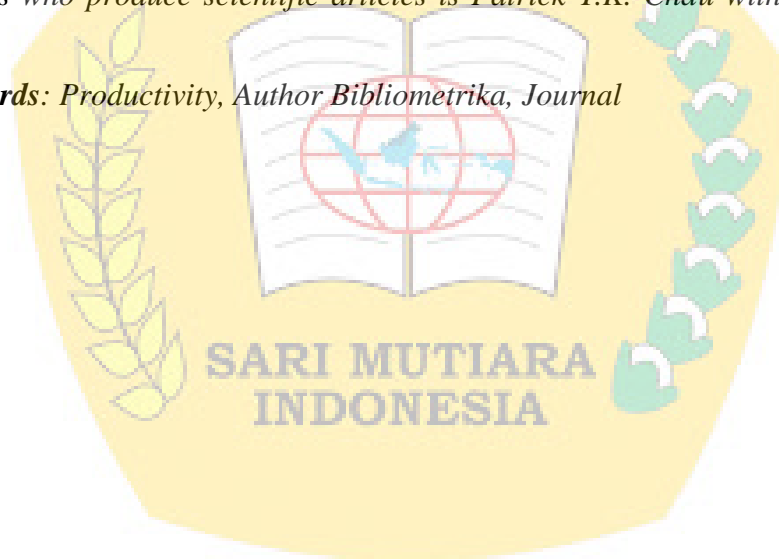 who produce scientific articles is Patrick Y.K. Chau with
rds: Productivity, Author Bibliometrika, Journal
SARI MUTIARA
INDONESIA